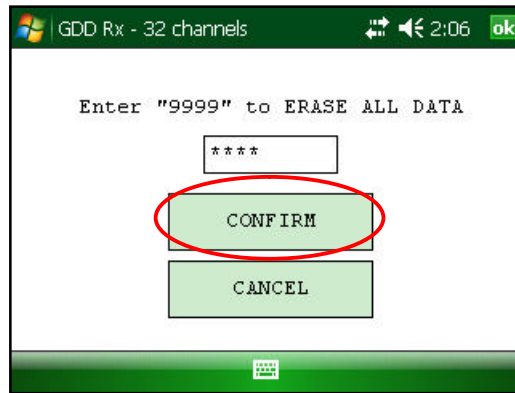 GDD Rx - 32 channels 2:06 ok
Enter "9999" to ERASE ALL DATA
****
CONFIRM
CANCEL